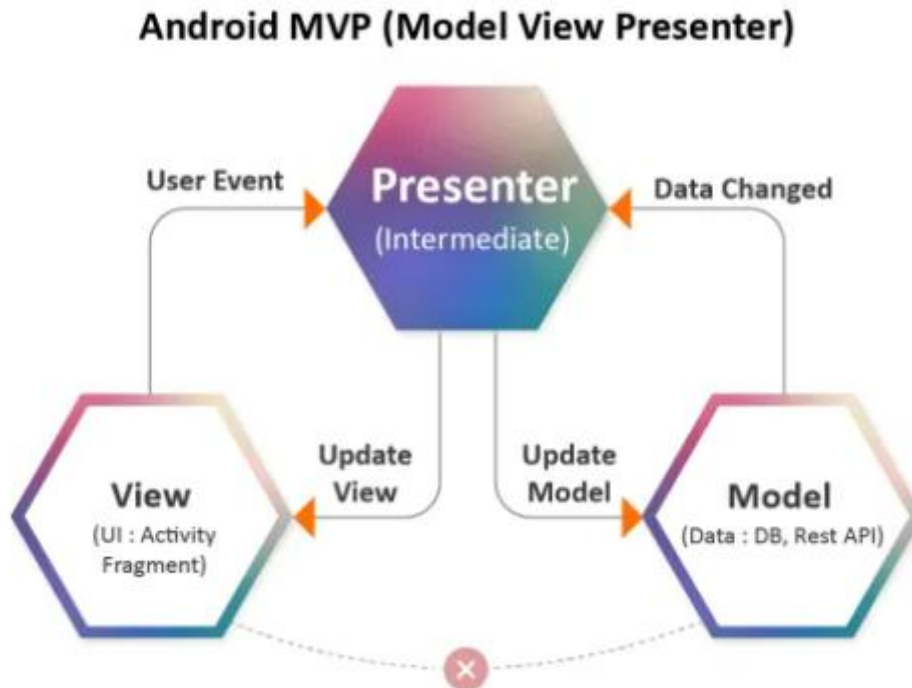 Android MVP (Model View Presenter)
User Event
Presenter
(Intermediate)
Data Changed
Update
View
Update
Model
View
(UI : Activity
Fragment)
Model
(Data : DB, Rest API)